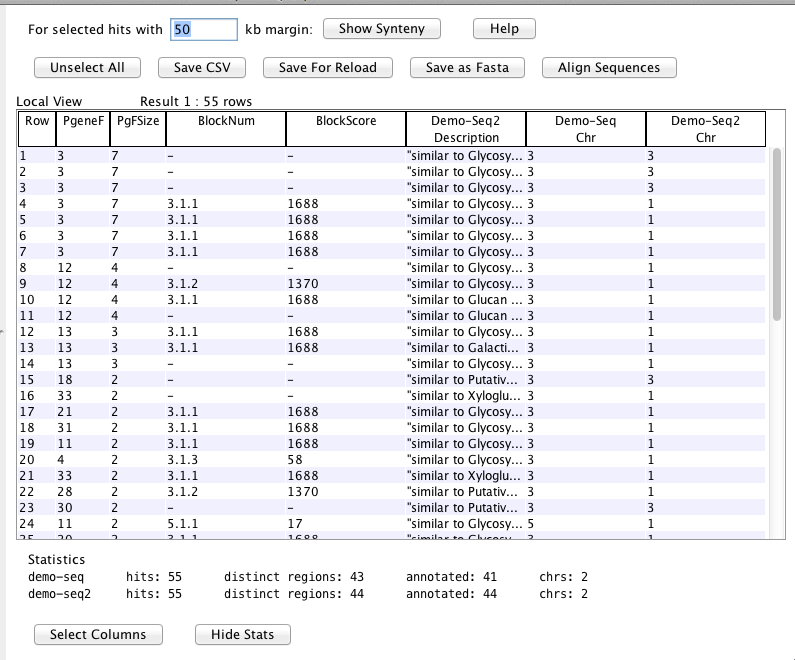 For selected hits with 50 kb margin: Show Synteny Help
Unselect All Save CSV Save For Reload Save as Fasta Align Sequences
Local View Result 1 : 55 rows
Row PgeneF PgFSize BlockNum BlockScore Demo-Seq2 Description Demo-Seq Chr Demo-Seq2 Chr
1 3 7 - - "similar to Glycosy... 3 3
2 3 7 - - "similar to Glycosy... 3 3
3 3 7 - - "similar to Glycosy... 3 3
4 3 7 3.1.1 1688 "similar to Glycosy... 3 1
5 3 7 3.1.1 1688 "similar to Glycosy... 3 1
6 3 7 3.1.1 1688 "similar to Glycosy... 3 1
7 3 7 3.1.1 1688 "similar to Glycosy... 3 1
8 12 4 - - "similar to Glycosy... 3 1
9 12 4 3.1.2 1370 "similar to Glycosy... 3 1
10 12 4 3.1.1 1688 "similar to Glucan ... 3 1
11 12 4 - - "similar to Glucan ... 3 1
12 13 3 3.1.1 1688 "similar to Glycosy... 3 1
13 13 3 3.1.1 1688 "similar to Galacti... 3 1
14 13 3 - - "similar to Glycosy... 3 1
15 18 2 - - "similar to Putativ... 3 3
16 33 2 - - "similar to Xyloglu... 3 1
17 21 2 3.1.1 1688 "similar to Glycosy... 3 1
18 31 2 3.1.1 1688 "similar to Glycosy... 3 1
19 11 2 3.1.1 1688 "similar to Glycosy... 3 1
20 4 2 3.1.3 58 "similar to Glycosy... 3 1
21 33 2 3.1.1 1688 "similar to Xyloglu... 3 1
22 28 2 3.1.2 1370 "similar to Putativ... 3 1
23 30 2 - - "similar to Putativ... 3 3
24 11 2 5.1.1 17 "similar to Glycosy... 5 1
Statistics
demo-seq hits: 55 distinct regions: 43 annotated: 41 chrs: 2
demo-seq2 hits: 55 distinct regions: 44 annotated: 44 chrs: 2
Select Columns Hide Stats